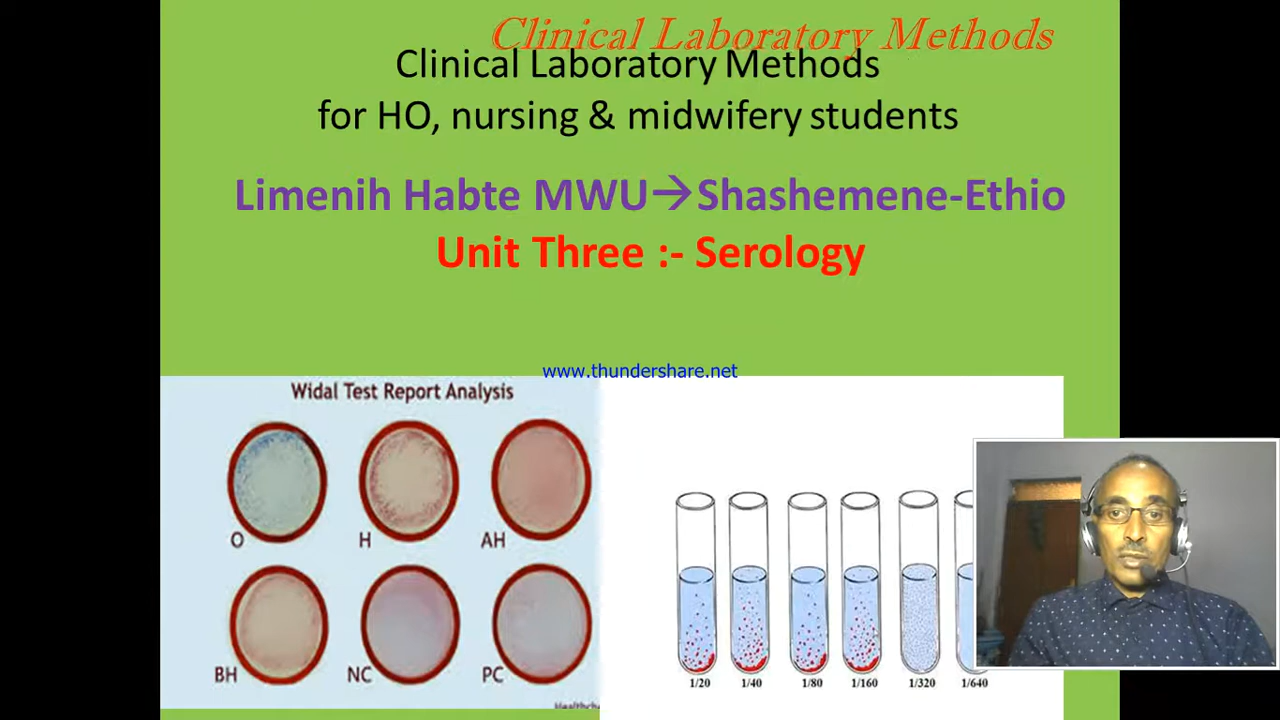 Clinical Laboratory Methods
Clinical Laboratory Methods
for HO, nursing & midwifery students
Limenih Habte MWU→Shashemene-Ethio
Unit Three :- Serology
www.thundershare.net
Widal Test Report Analysis
O H AH
BH NC PC
1/20 1/40 1/80 1/160 1/320 1/640